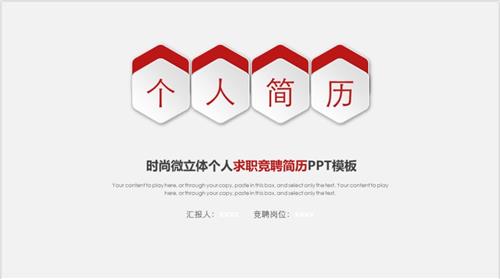 个人简历
时尚微立体个人求职竞聘简历PPT模板
Your content to play here, or through your copy, paste in this box, and select only the text. Your content to play
here, or through your copy, paste in this box, and select only the text.
汇报人：xxxx 竞聘岗位：xxxx